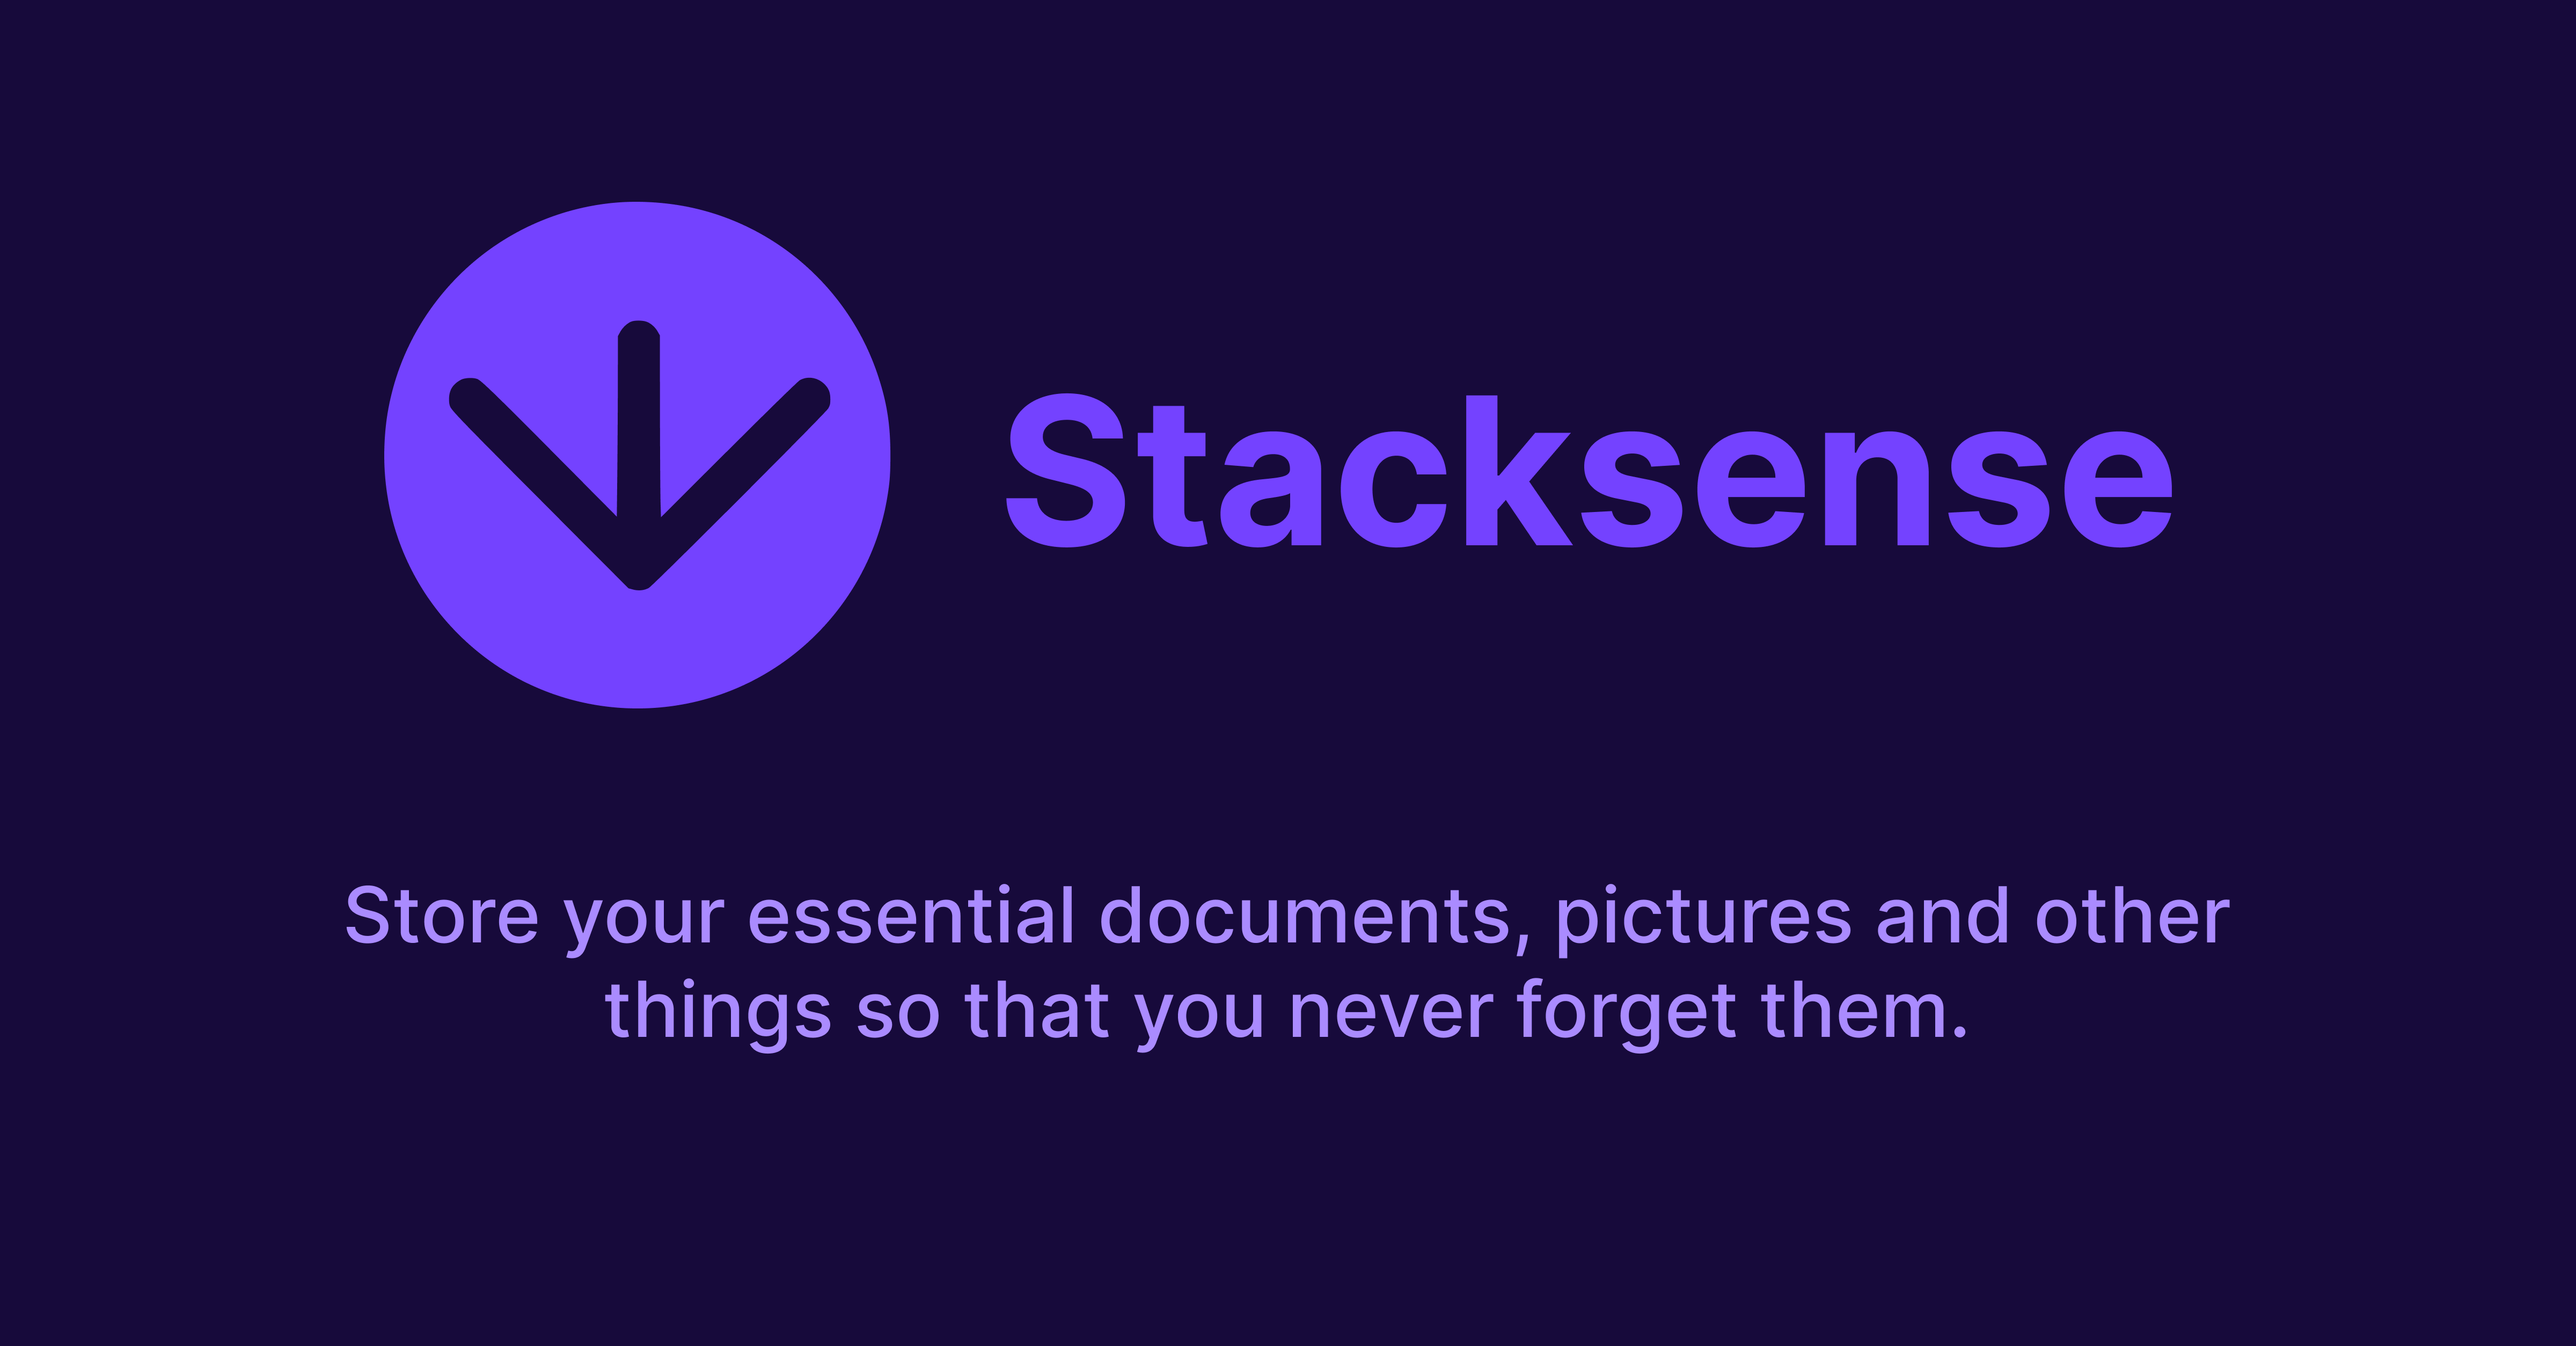 Stacksense
Store your essential documents, pictures and other
things so that you never forget them.